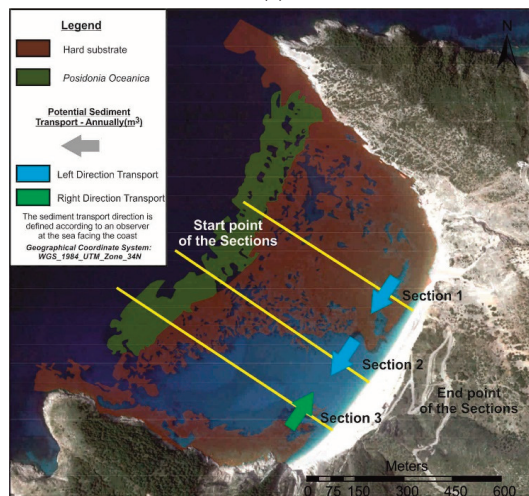 Legend
Hard substrate
Posidonia Oceanica
Potential Sediment
Transport - Annually(m³)
Left Direction Transport
Right Direction Transport
The sediment transport direction is
defined according to an observer
at the sea facing the coast
Geographical Coordinate System:
WGS_1984_UTM_Zone_34N
N
Start point
of the Sections
Section 1
Section 2
Section 3
End point
of the Sections
Meters
0 75 150 300 450 600